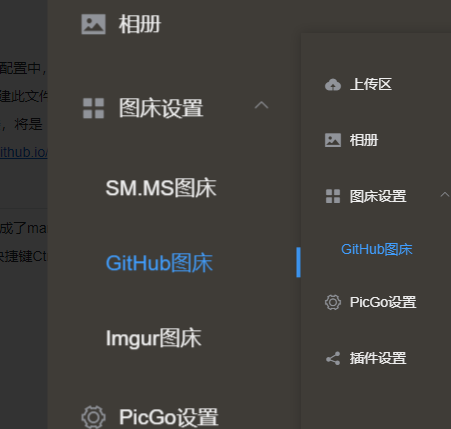 配置中，
建此文件
，将是
ithub.io/
成了ma
快捷键Ct
相册
图床设置
SM.MS图床
GitHub图床
Imgur图床
PicGo设置
上传区
相册
图床设置
GitHub图床
PicGo设置
插件设置